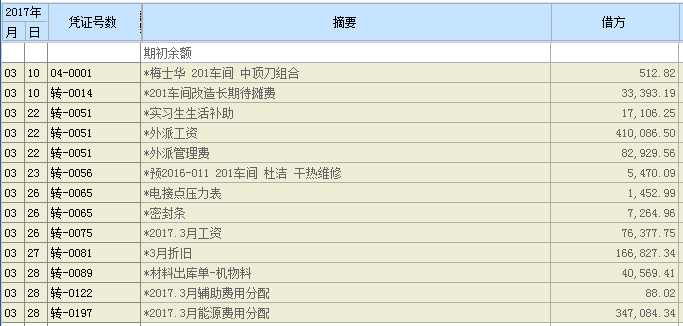 2017年 凭证号数 摘要 借方
月 日
期初余额
03 10 04-0001 *梅士华 201车间 中顶刀组合 512.82
03 10 转-0014 *201车间改造长期待摊费 33,393.19
03 22 转-0051 *实习生生活补助 17,106.25
03 22 转-0051 *外派工资 410,086.50
03 22 转-0051 *外派管理费 82,929.56
03 23 转-0056 *预2016-011 201车间 杜洁 干热维修 5,470.09
03 26 转-0065 *电接点压力表 1,452.99
03 26 转-0065 *密封条 7,264.96
03 26 转-0075 *2017.3月工资 76,377.75
03 27 转-0081 *3月折旧 166,827.34
03 28 转-0089 *材料出库单-机物料 40,569.41
03 28 转-0122 *2017.3月辅助费用分配 88.02
03 28 转-0197 *2017.3月能源费用分配 347,084.34